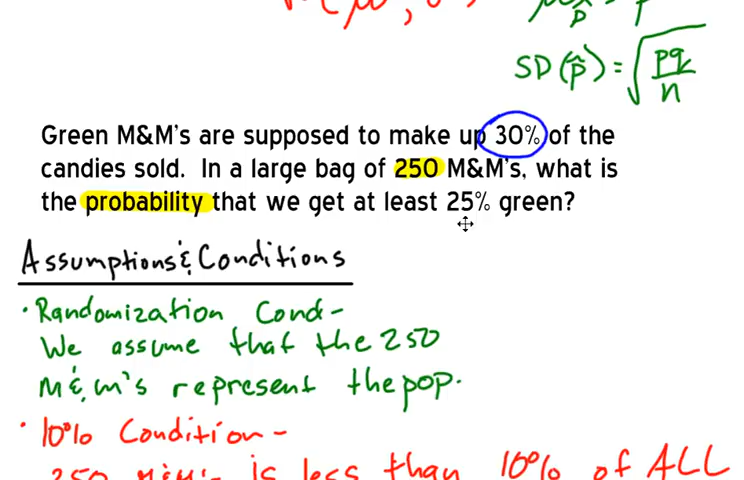 SD(p̂) = √pq/n
Green M&M's are supposed to make up 30% of the
candies sold. In a large bag of 250 M&M's, what is
the probability that we get at least 25% green?
Assumptions & Conditions
· Randomization Cond-
We assume that the 250
M&M's represent the pop.
· 10% Condition -
250 M&M's is less than 10% of ALL